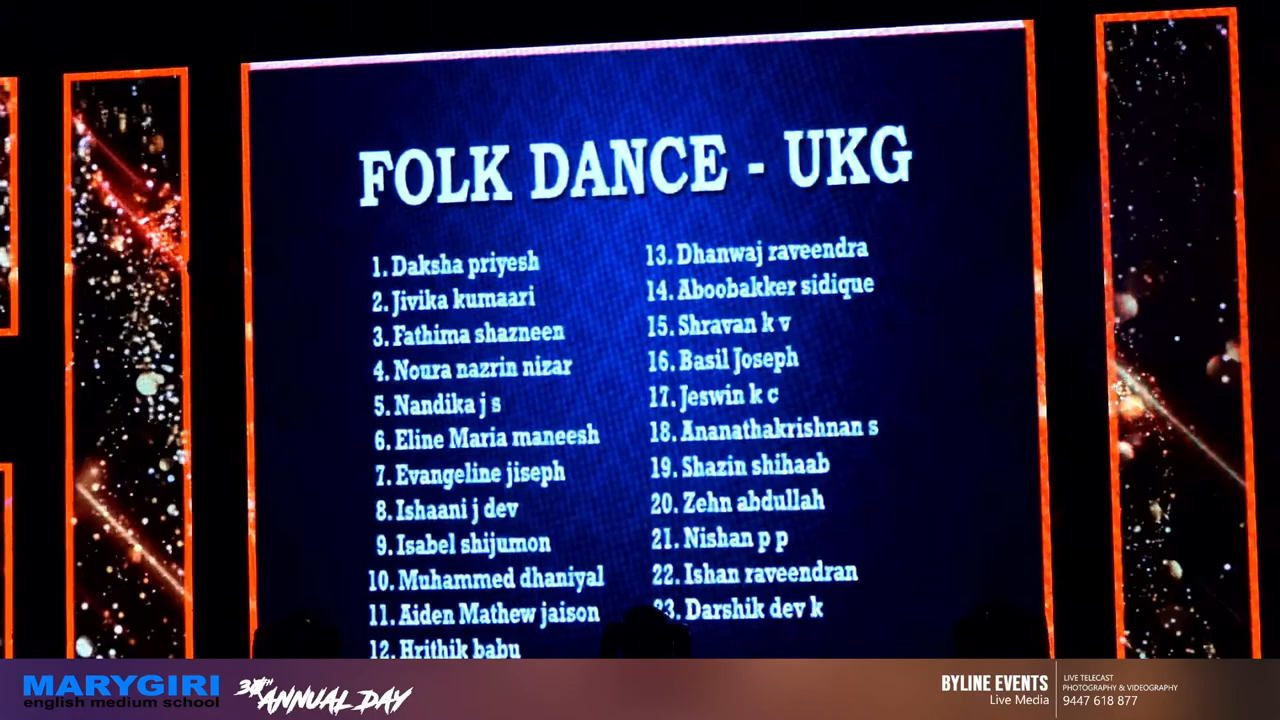 FOLK DANCE - UKG
1. Daksha priyesh
2. Jivika kumaari
3. Fathima shazneen
4. Noura nazrin nizar
5. Nandika j s
6. Eline Maria maneesh
7. Evangeline jiseph
8. Ishaani j dev
9. Isabel shijumon
10. Muhammed dhaniyal
11. Aiden Mathew jaison
12. Hrithik babu
13. Dhanwaj raveendra
14. Aboobakker sidique
15. Shravan k v
16. Basil Joseph
17. Jeswin k c
18. Ananathakrishnan s
19. Shazin shihaab
20. Zehn abdullah
21. Nishan p p
22. Ishan raveendran
23. Darshik dev k
MARYGIRI
english medium school
ANNUAL DAY
BYLINE EVENTS
Live Media
LIVE TELECAST
PHOTOGRAPHY & VIDEOGRAPHY
9447 618 877